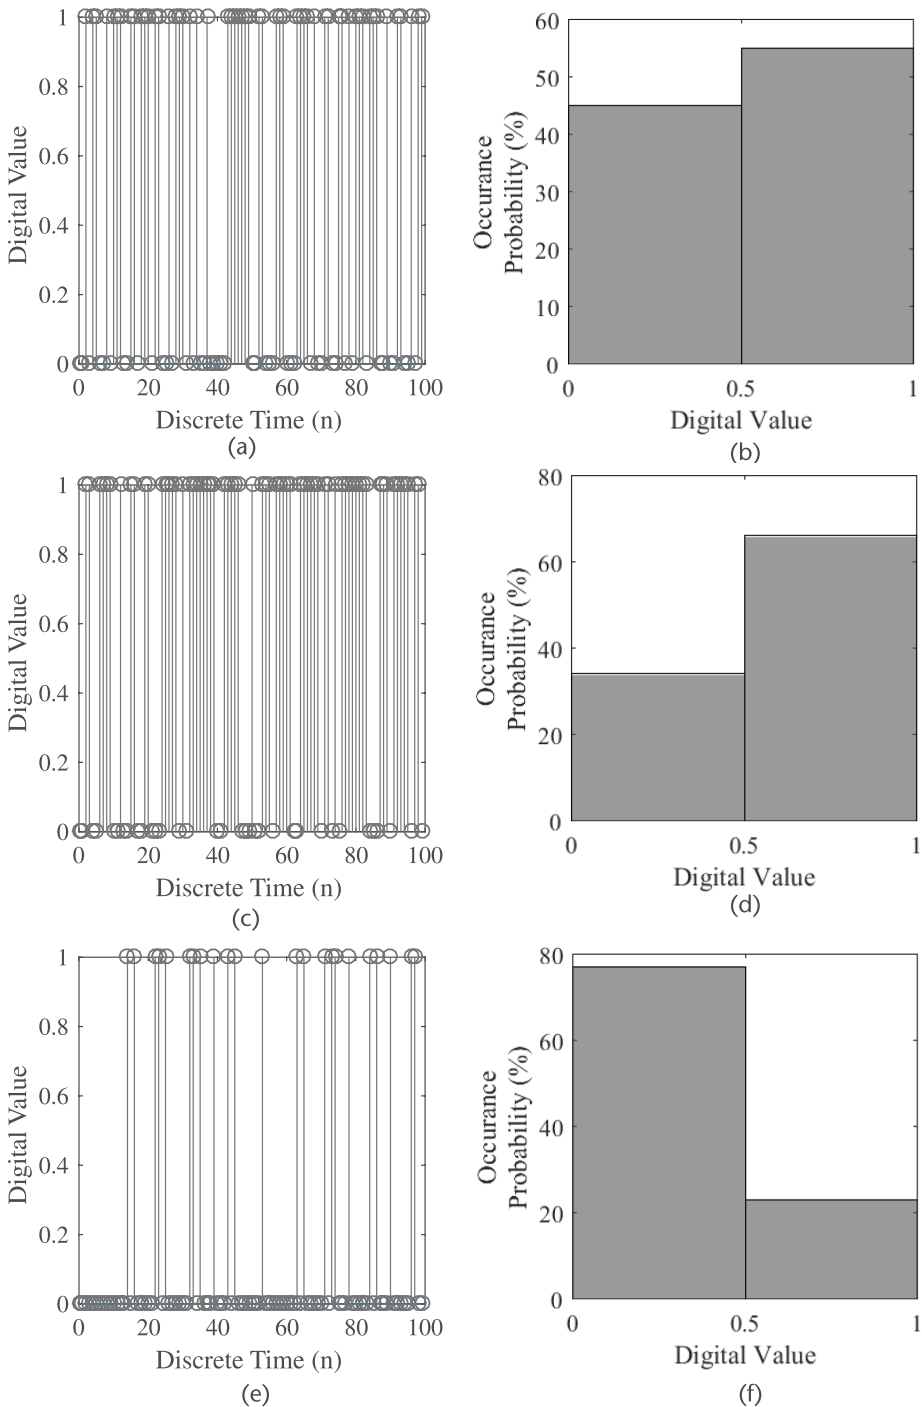 1
0.8
0.6
0.4
0.2
0
0 20 40 60 80 100
Digital Value
Discrete Time (n)
(a)
60
50
40
30
20
10
0
0 0.5 1
Occurance
Probability (%)
Digital Value
(b)
1
0.8
0.6
0.4
0.2
0
0 20 40 60 80 100
Digital Value
Discrete Time (n)
(c)
80
60
40
20
0
0 0.5 1
Occurance
Probability (%)
Digital Value
(d)
1
0.8
0.6
0.4
0.2
0
0 20 40 60 80 100
Digital Value
Discrete Time (n)
(e)
80
60
40
20
0
0 0.5 1
Occurance
Probability (%)
Digital Value
(f)